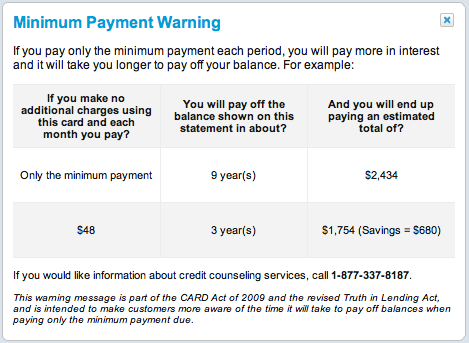 Minimum Payment Warning
If you pay only the minimum payment each period, you will pay more in interest
and it will take you longer to pay off your balance. For example:
If you make no
additional charges using
this card and each
month you pay?
You will pay off the
balance shown on this
statement in about?
And you will end up
paying an estimated
total of?
Only the minimum payment
9 year(s)
$2,434
$48
3 year(s)
$1,754 (Savings = $680)
If you would like information about credit counseling services, call 1-877-337-8187.
This warning message is part of the CARD Act of 2009 and the revised Truth in Lending Act,
and is intended to make customers more aware of the time it will take to pay off balances when
paying only the minimum payment due.